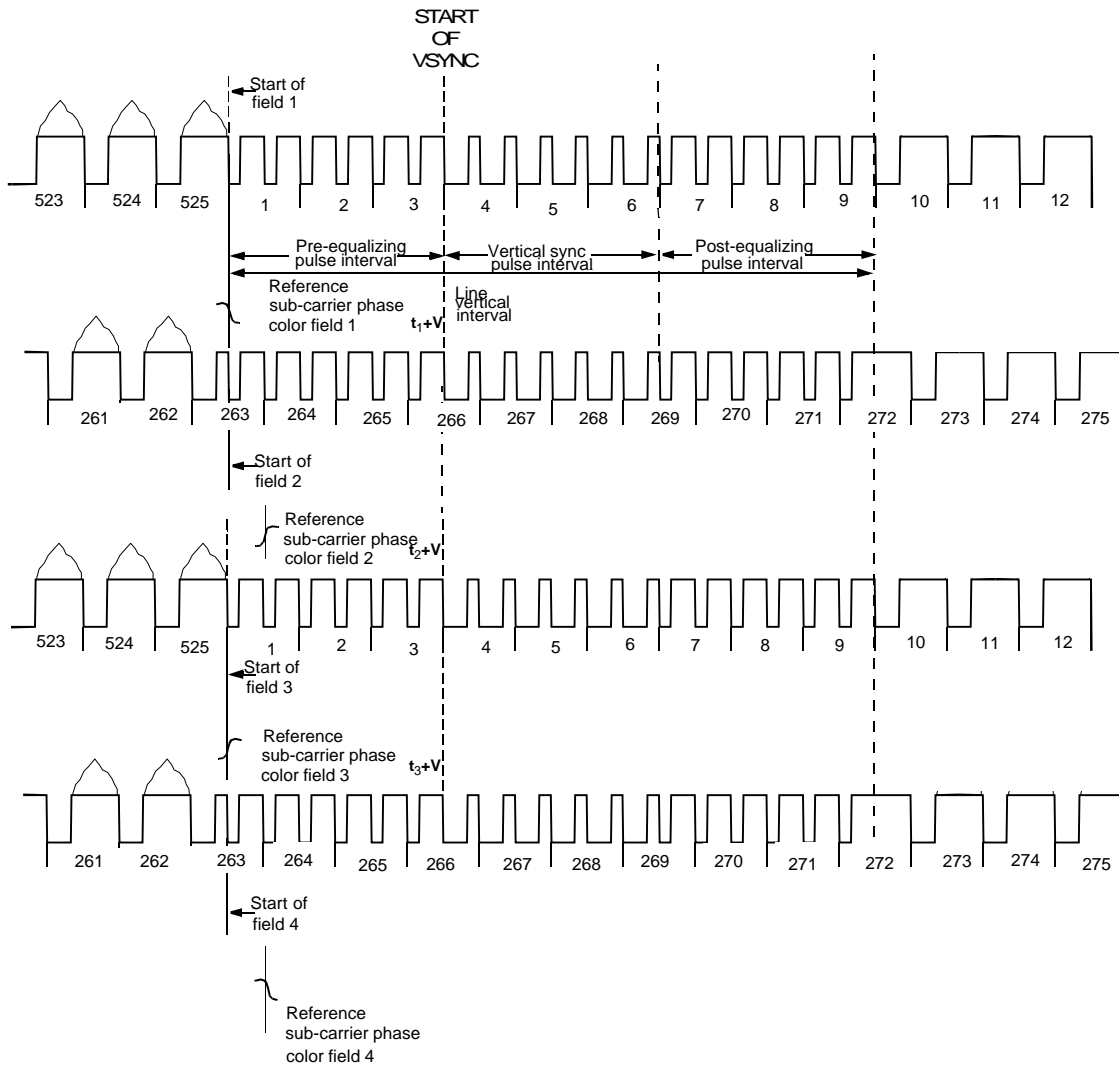 START
OF
VSYNC
Start of
field 1
523 524 525 1 2 3 4 5 6 7 8 9 10 11 12
Pre-equalizing
pulse interval
Vertical sync
pulse interval
Post-equalizing
pulse interval
Reference
sub-carrier phase
color field 1
t1+V
Line
vertical
interval
261 262 263 264 265 266 267 268 269 270 271 272 273 274 275
Start of
field 2
Reference
sub-carrier phase
color field 2
t2+V
523 524 525 1 2 3 4 5 6 7 8 9 10 11 12
Start of
field 3
Reference
sub-carrier phase
color field 3
t3+V
261 262 263 264 265 266 267 268 269 270 271 272 273 274 275
Start of
field 4
Reference
sub-carrier phase
color field 4